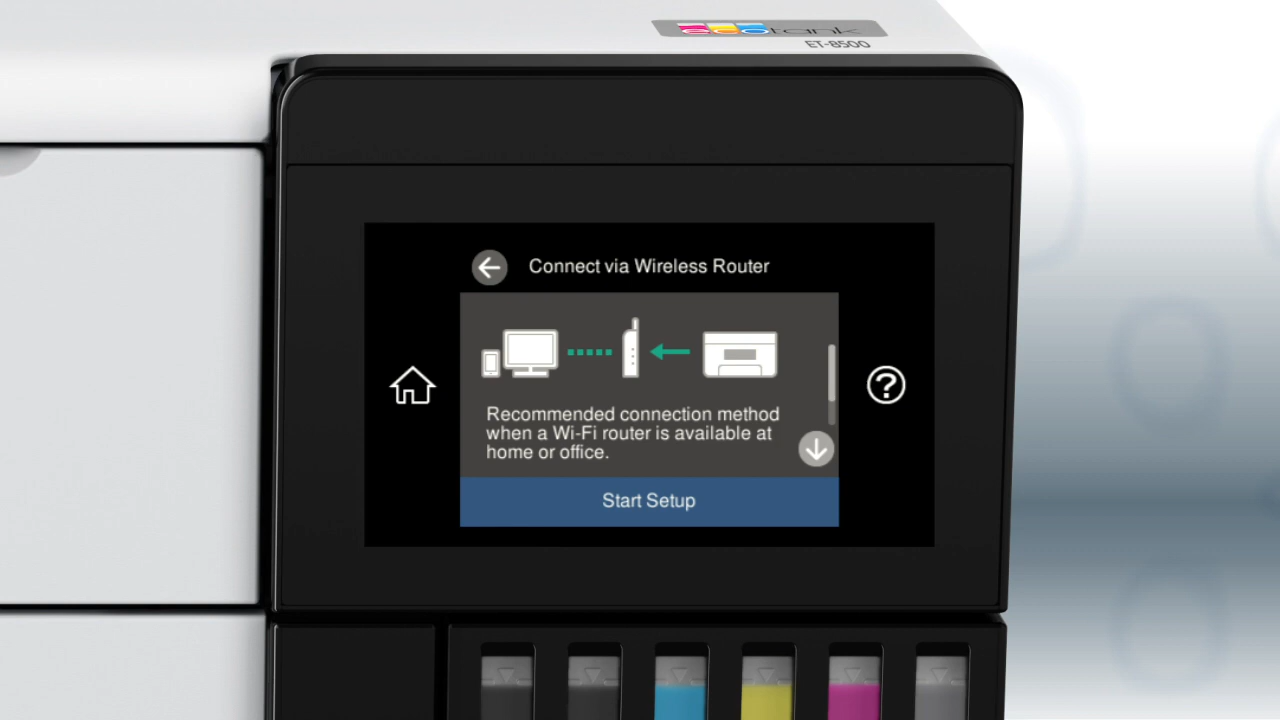 ecotank
ET-8500
Connect via Wireless Router
Recommended connection method
when a Wi-Fi router is available at
home or office.
Start Setup